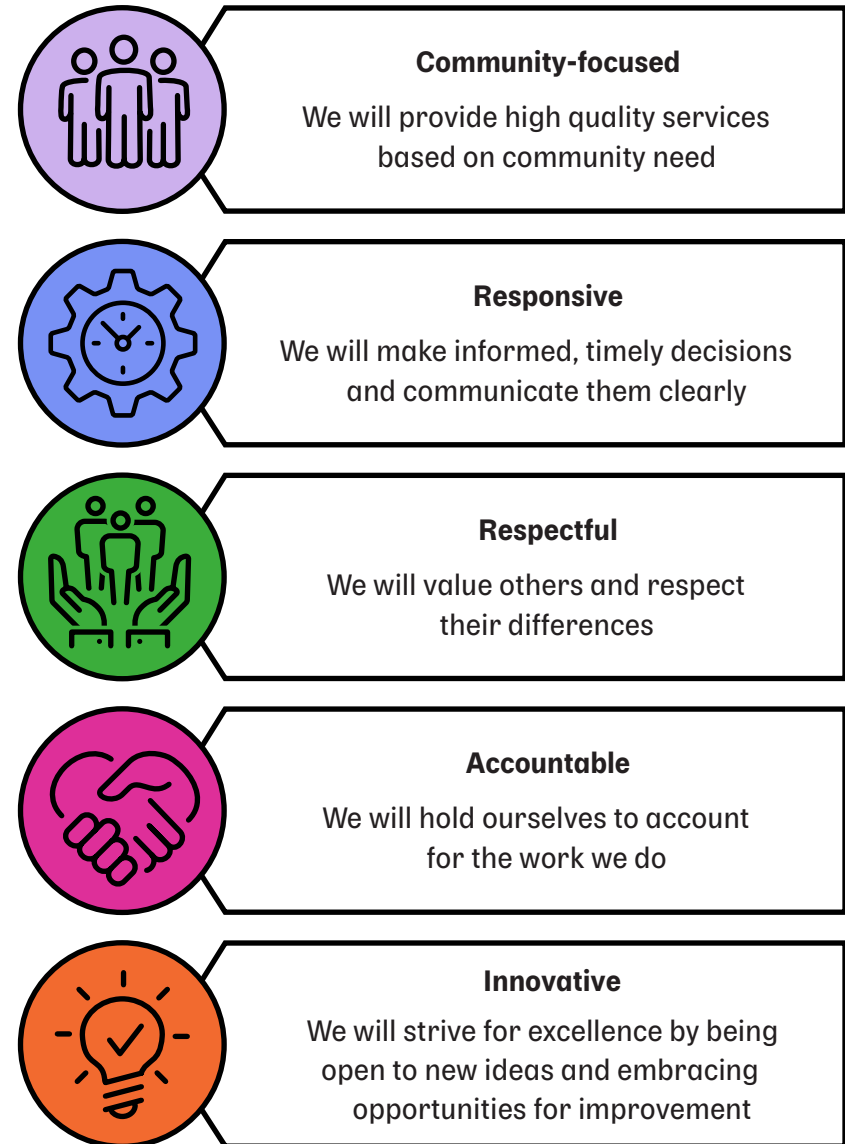 Community-focused
We will provide high quality services
based on community need
Responsive
We will make informed, timely decisions
and communicate them clearly
Respectful
We will value others and respect
their differences
Accountable
We will hold ourselves to account
for the work we do
Innovative
We will strive for excellence by being
open to new ideas and embracing
opportunities for improvement